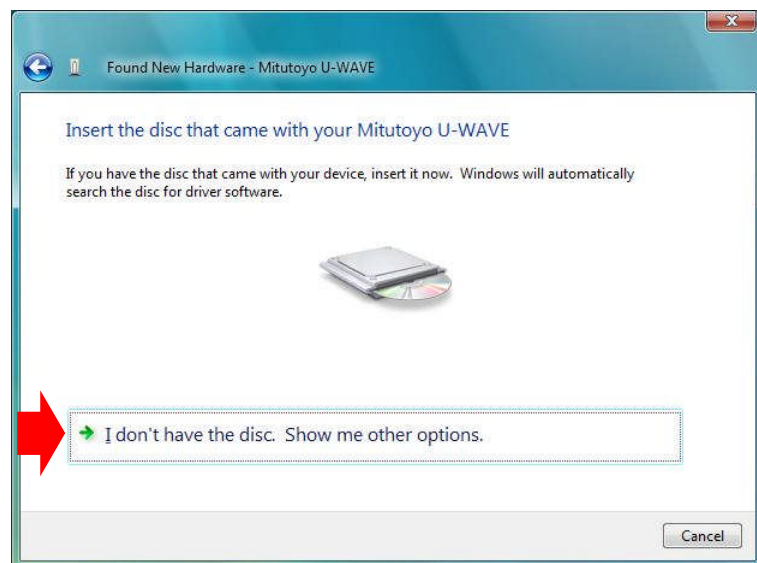 Found New Hardware - Mitutoyo U-WAVE
Insert the disc that came with your Mitutoyo U-WAVE
If you have the disc that came with your device, insert it now.  Windows will automatically
search the disc for driver software.
I don't have the disc.  Show me other options.
Cancel